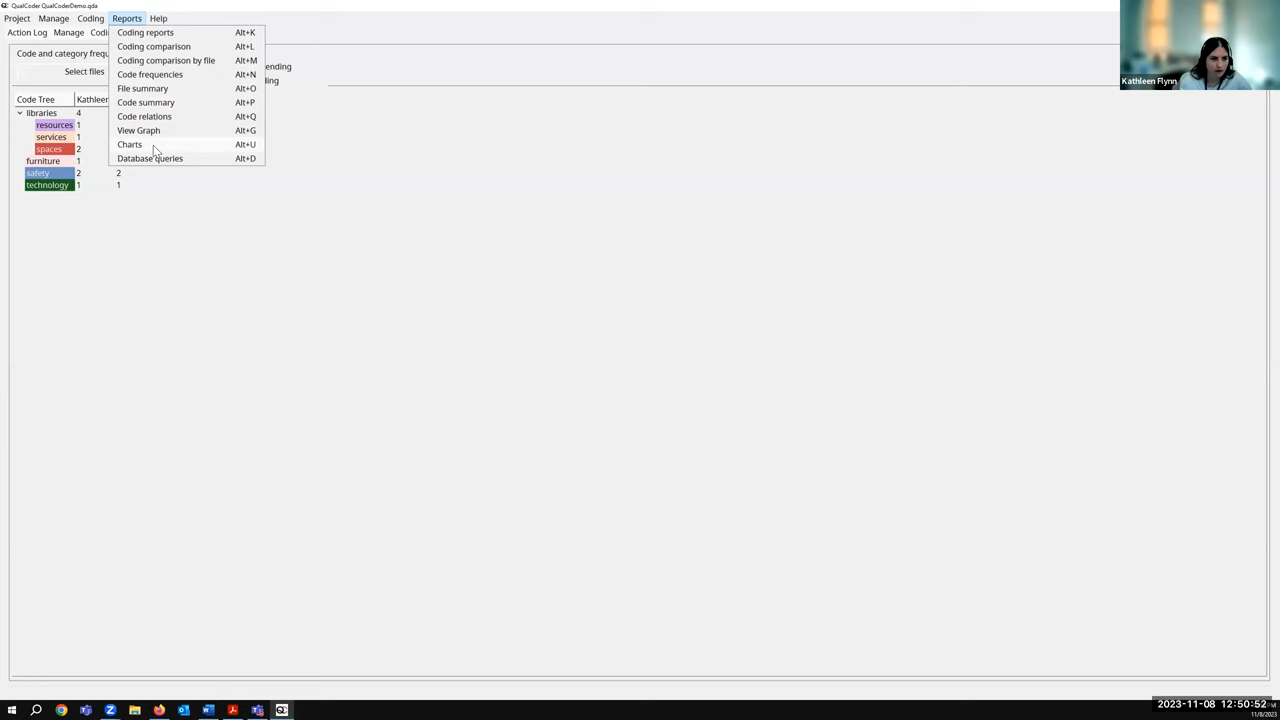 QualCoder QualCoderDemo.qda
Project Manage Coding Reports Help
Action Log Manage Codi
Coding reports Alt+K
Coding comparison Alt+L
Coding comparison by file Alt+M
Code frequencies Alt+N
File summary Alt+O
Code summary Alt+P
Code relations Alt+Q
View Graph Alt+G
Charts Alt+U
Database queries Alt+D
Code and category frequ
ending
Select files
ding
Code Tree Kathleen
libraries 4
resources 1
services 1
spaces 2
furniture 1
safety 2 2
technology 1 1
Kathleen Flynn
2023-11-08 12:50:52
11/8/2023